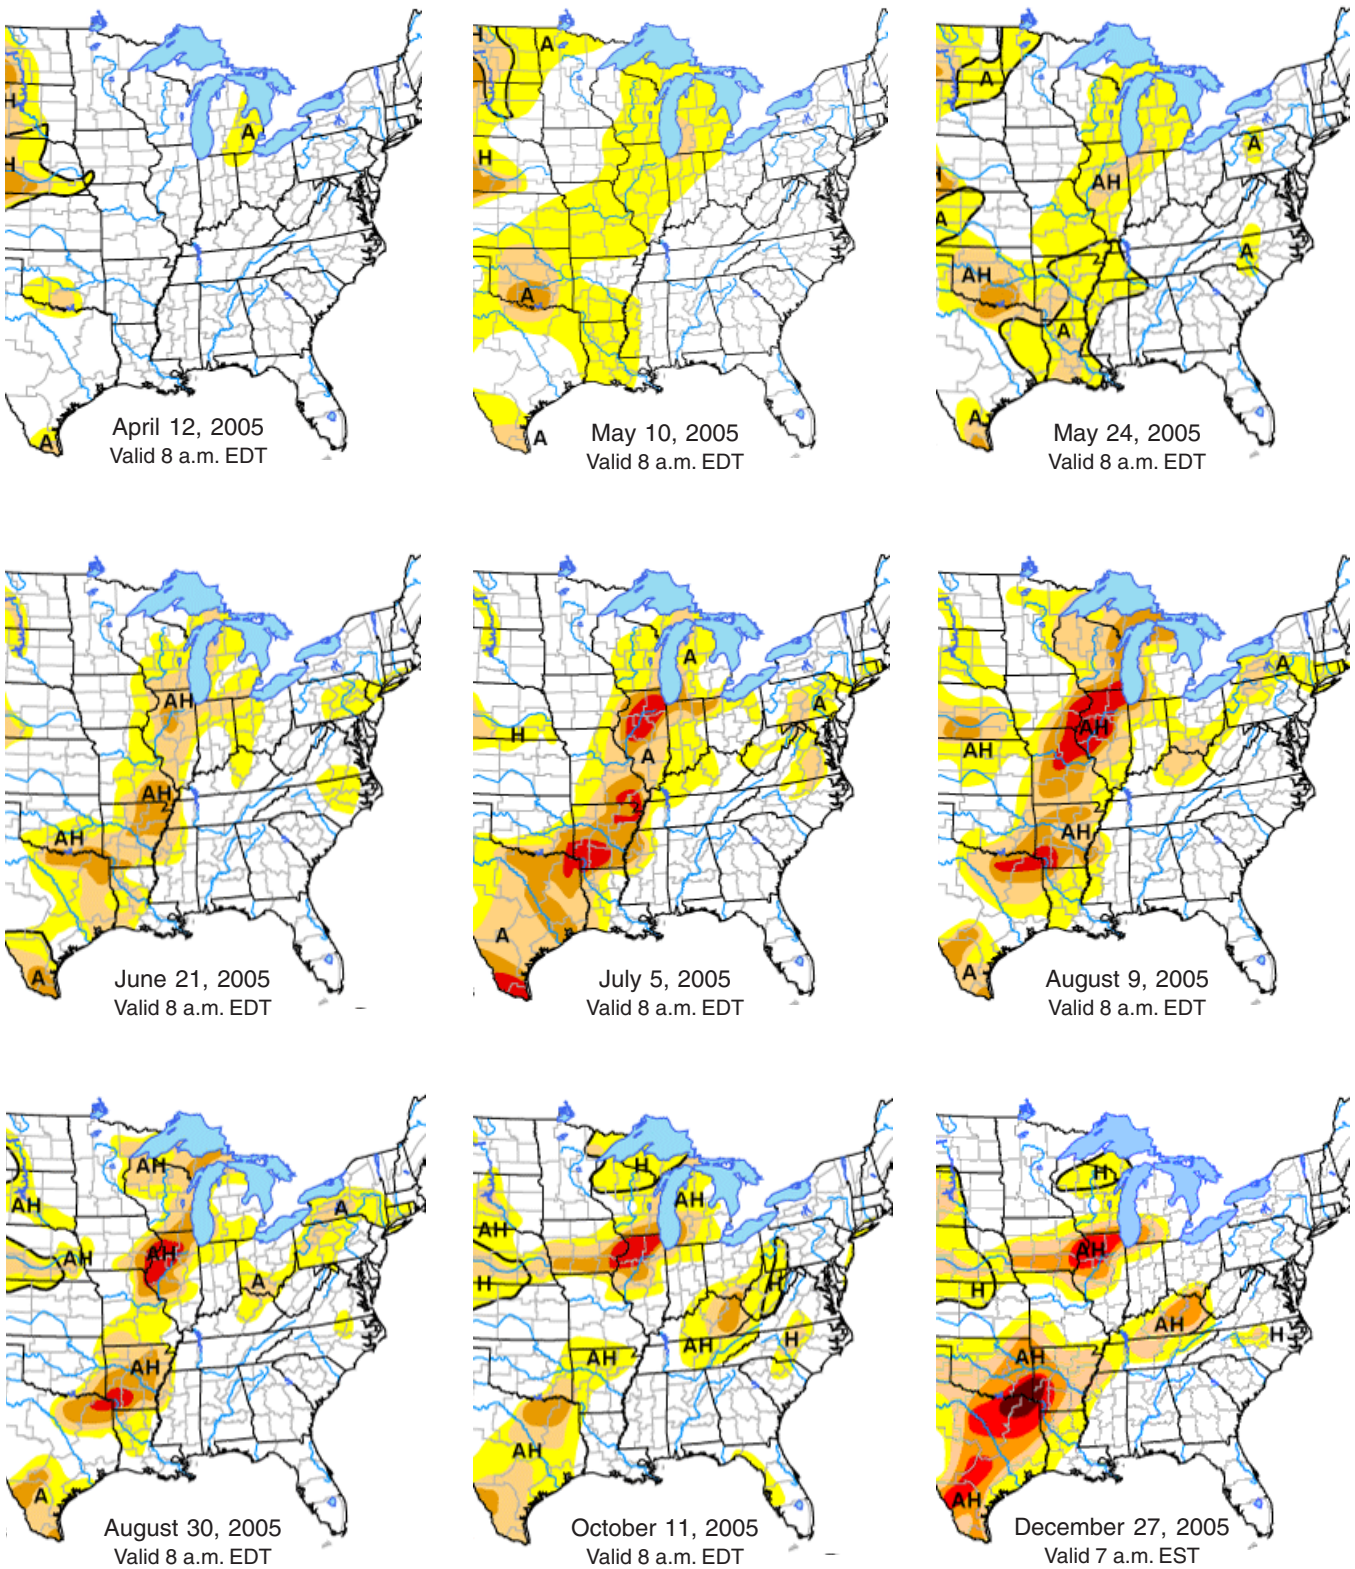 H
H
A
A
April 12, 2005
Valid 8 a.m. EDT
H
A
H
A
A
May 10, 2005
Valid 8 a.m. EDT
A
A
H
AH
A
A
AH
A
A
May 24, 2005
Valid 8 a.m. EDT
AH
AH
AH
A
June 21, 2005
Valid 8 a.m. EDT
A
A
H
A
A
July 5, 2005
Valid 8 a.m. EDT
A
AH
AH
AH
A
August 9, 2005
Valid 8 a.m. EDT
AH
AH
A
AH
AH
A
AH
A
August 30, 2005
Valid 8 a.m. EDT
H
AH
AH
H
H
AH
AH
H
AH
October 11, 2005
Valid 8 a.m. EDT
H
AH
H
AH
H
AH
AH
December 27, 2005
Valid 7 a.m. EST